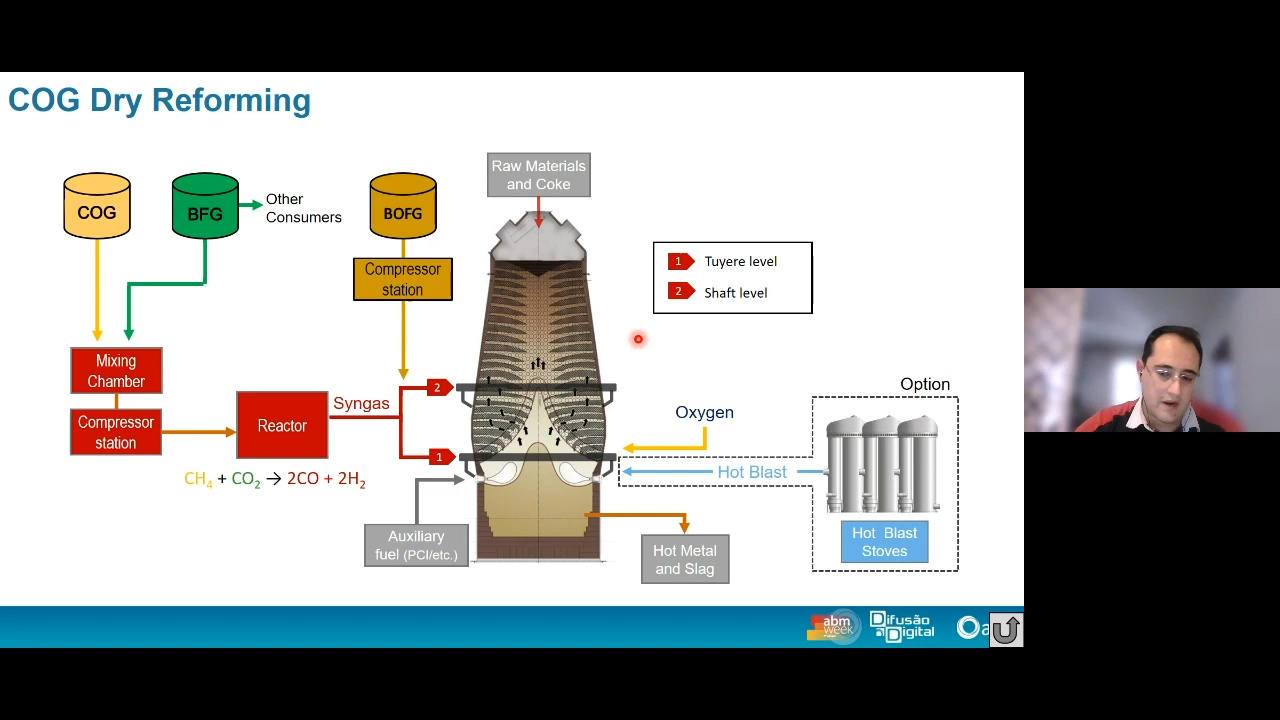 COG Dry Reforming
Raw Materials
and Coke
COG
BFG
Other
Consumers
BOFG
Compressor
station
1 Tuyere level
2 Shaft level
Mixing
Chamber
Compressor
station
Reactor
Syngas
2
1
Option
Oxygen
Hot Blast
CH₄ + CO₂ → 2CO + 2H₂
Auxiliary
fuel (PCI/etc.)
Hot Metal
and Slag
Hot Blast
Stoves
abm
week
Difusão
Digital